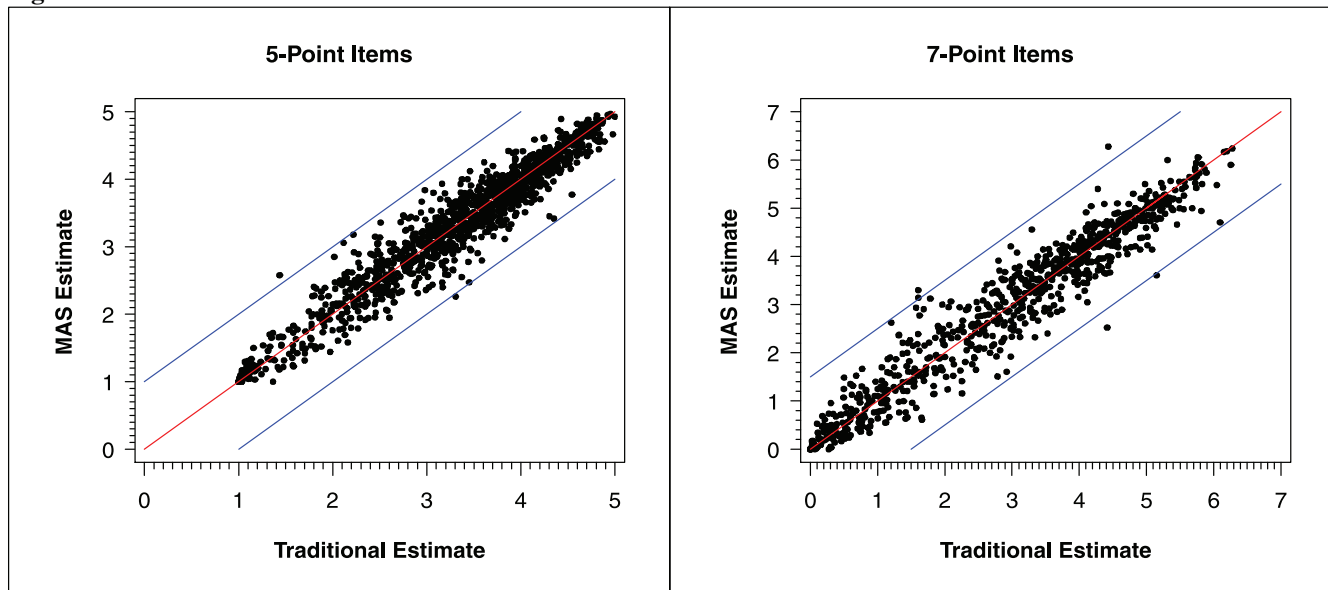 5-Point Items
5
4
3
2
1
0
MAS Estimate
0 1 2 3 4 5
Traditional Estimate
7-Point Items
7
6
5
4
3
2
1
0
MAS Estimate
0 1 2 3 4 5 6 7
Traditional Estimate